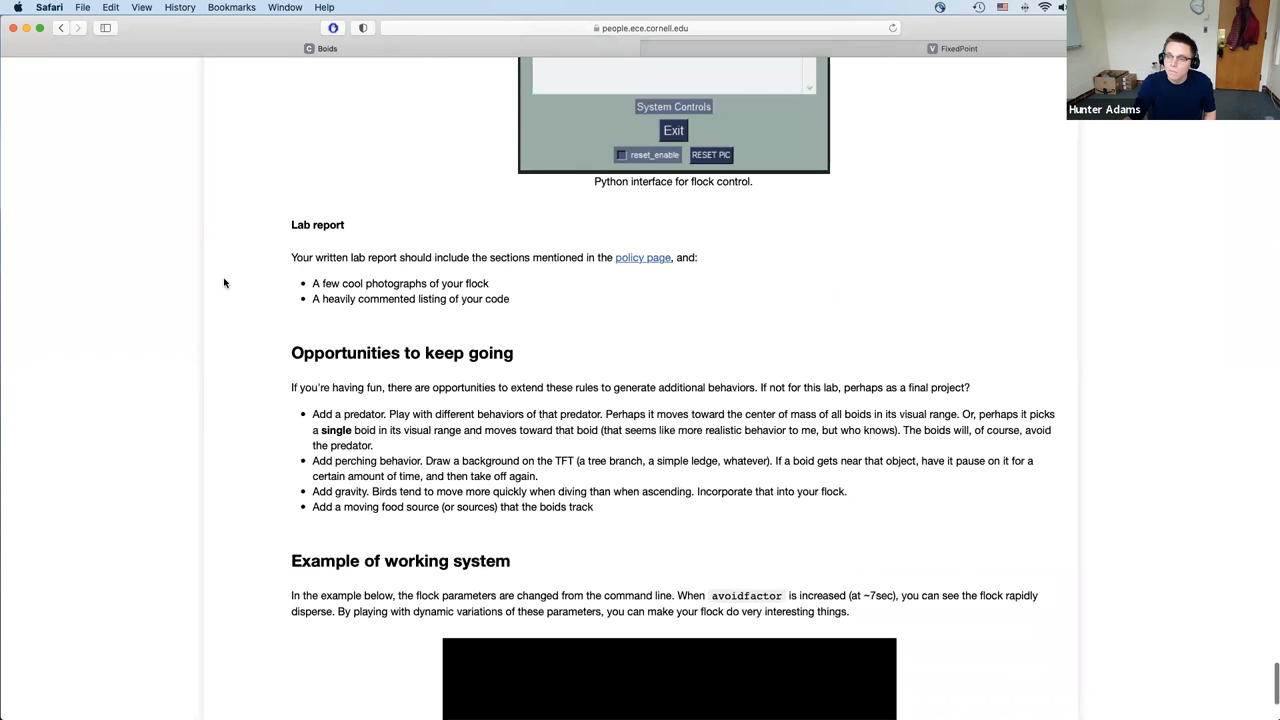 Safari File Edit View History Bookmarks Window Help
people.ece.cornell.edu
C Boids
V FixedPoint
Hunter Adams
System Controls
Exit
reset_enable RESET PIC
Python interface for flock control.
Lab report
Your written lab report should include the sections mentioned in the policy page, and:
• A few cool photographs of your flock
• A heavily commented listing of your code
Opportunities to keep going
If you're having fun, there are opportunities to extend these rules to generate additional behaviors. If not for this lab, perhaps as a final project?
• Add a predator. Play with different behaviors of that predator. Perhaps it moves toward the center of mass of all boids in its visual range. Or, perhaps it picks
a single boid in its visual range and moves toward that boid (that seems like more realistic behavior to me, but who knows). The boids will, of course, avoid
the predator.
• Add perching behavior. Draw a background on the TFT (a tree branch, a simple ledge, whatever). If a boid gets near that object, have it pause on it for a
certain amount of time, and then take off again.
• Add gravity. Birds tend to move more quickly when diving than when ascending. Incorporate that into your flock.
• Add a moving food source (or sources) that the boids track
Example of working system
In the example below, the flock parameters are changed from the command line. When avoidfactor is increased (at ~7sec), you can see the flock rapidly
disperse. By playing with dynamic variations of these parameters, you can make your flock do very interesting things.